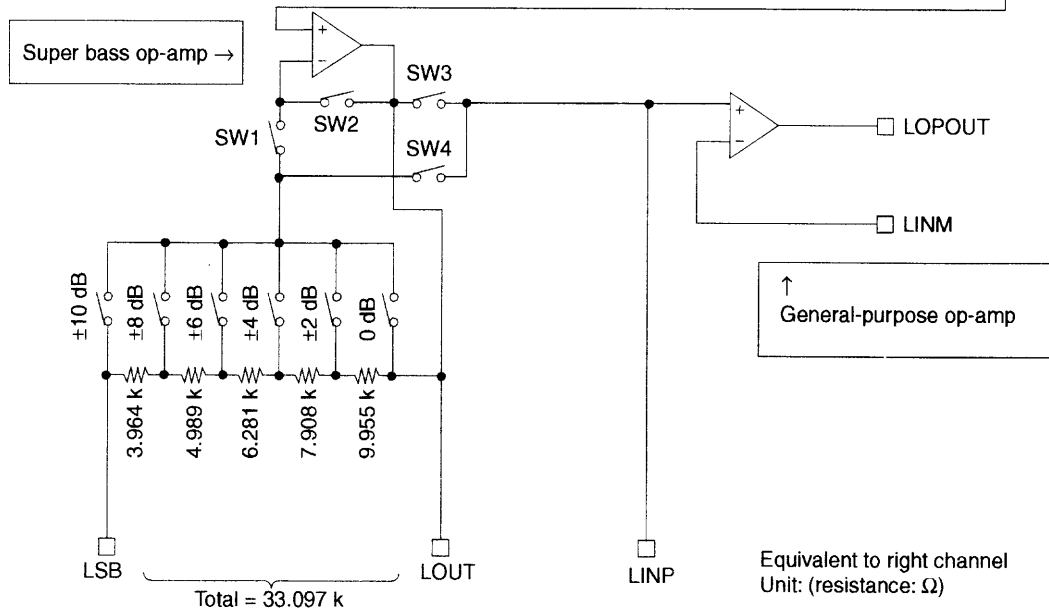 Super bass op-amp →
+
−
SW3
SW2
SW1
SW4
+
−
LOPOUT
LINM
↑
General-purpose op-amp
±10 dB
±8 dB
±6 dB
±4 dB
±2 dB
0 dB
3.964 k
4.989 k
6.281 k
7.908 k
9.955 k
LSB
LOUT
LINP
Total = 33.097 k
Equivalent to right channel
Unit: (resistance: Ω)